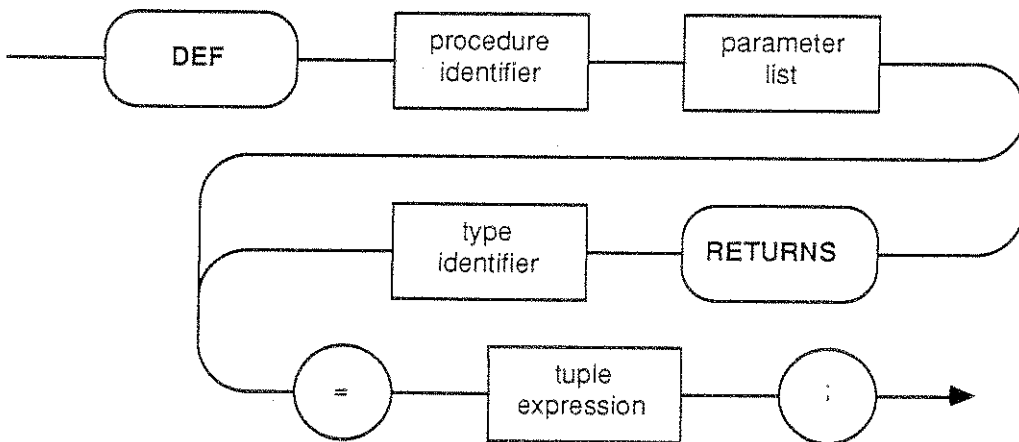 DEF
procedure
identifier
parameter
list
type
identifier
RETURNS
=
tuple
expression
;